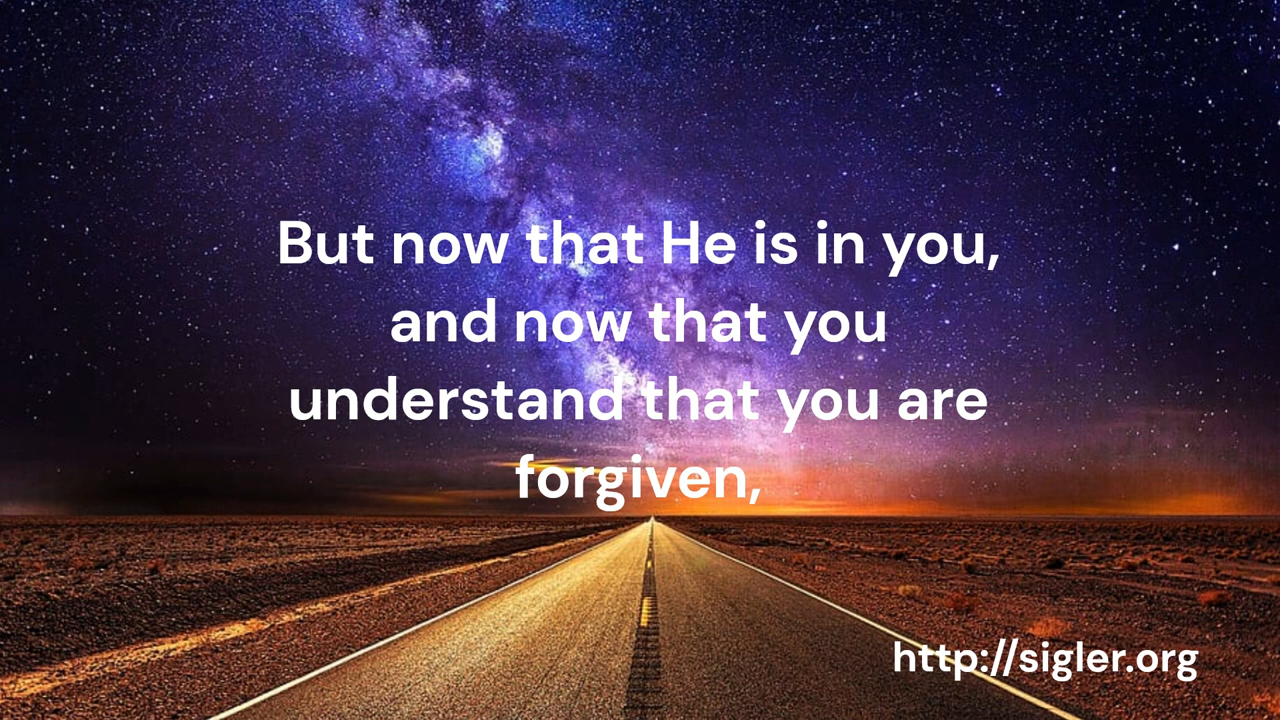 But now that He is in you,
and now that you
understand that you are
forgiven,
http://sigler.org